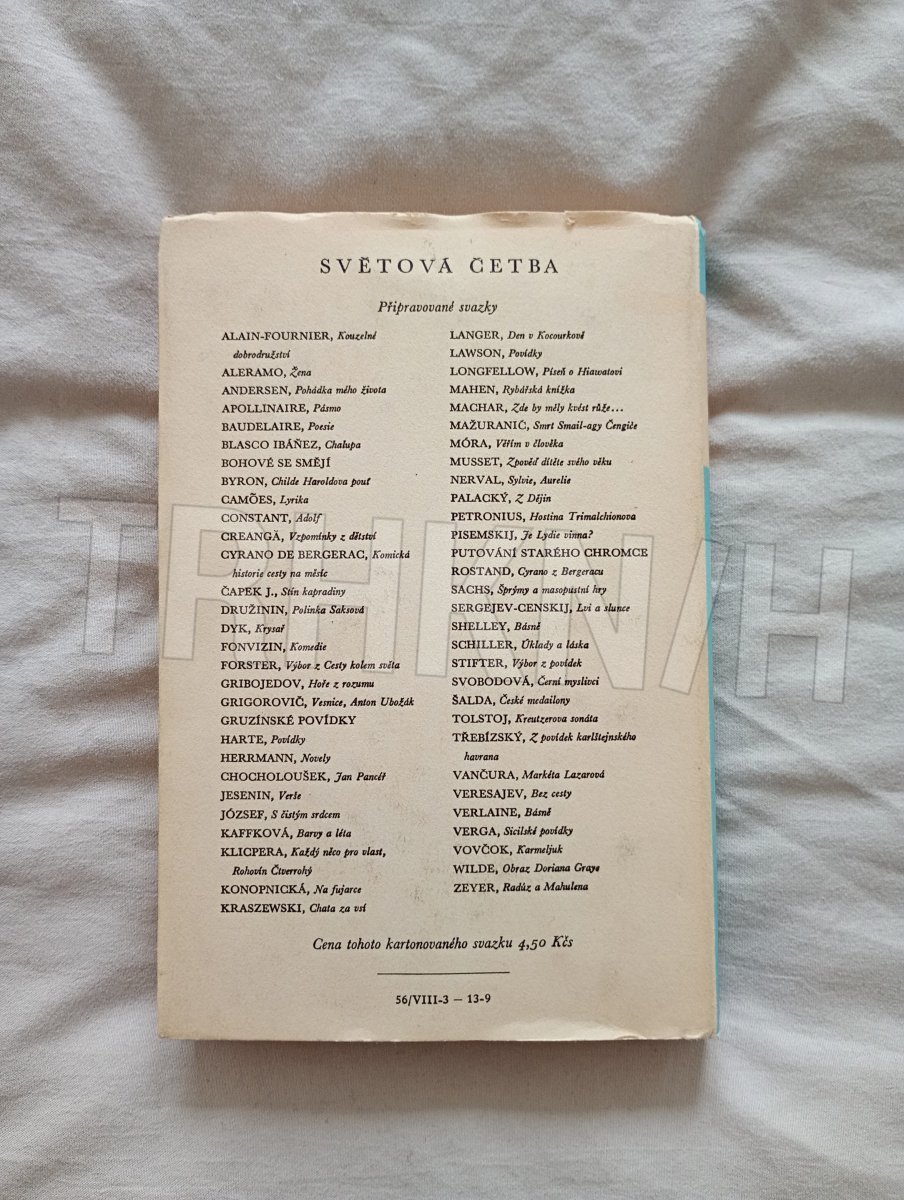 SVĚTOVÁ ČETBA
Připravované svazky
ALAIN-FOURNIER, Kouzelné
dobrodružství
ALERAMO, Žena
ANDERSEN, Pohádka mého života
APOLLINAIRE, Pásmo
BAUDELAIRE, Poesie
BLASCO IBÁÑEZ, Chalupa
BOHOVÉ SE SMĚJÍ
BYRON, Childe Haroldova pouť
CAMÕES, Lyrika
CONSTANT, Adolf
CREANGĂ, Vzpomínky z dětství
CYRANO DE BERGERAC, Komická
historie cesty na měsíc
ČAPEK J., Stín kapradiny
DRUŽININ, Polinka Saksová
DYK, Krysař
FONVIZIN, Komedie
FORSTER, Výbor z Cesty kolem světa
GRIBOJEDOV, Hoře z rozumu
GRIGOROVIČ, Vesnice, Anton Ubožák
GRUZÍNSKÉ POVÍDKY
HARTE, Povídky
HERRMANN, Novely
CHOCHOLOUŠEK, Jan Pancéř
JESENIN, Verše
JÓZSEF, S čistým srdcem
KAFFKOVÁ, Barvy a léta
KLICPERA, Každý něco pro vlast,
Rohovín Čtverrohý
KONOPNICKÁ, Na fujarce
KRASZEWSKI, Chata za vsí
LANGER, Den v Kocourkově
LAWSON, Povídky
LONGFELLOW, Píseň o Hiawatovi
MAHEN, Rybářská knížka
MACHAR, Zde by měly kvést růže...
MAŽURANIĆ, Smrt Smail-agy Čengiče
MÓRA, Věřím v člověka
MUSSET, Zpověď dítěte svého věku
NERVAL, Sylvie, Aurelie
PALACKÝ, Z Dějin
PETRONIUS, Hostina Trimalchionova
PISEMSKIJ, Je Lydie vinna?
PUTOVÁNÍ STARÉHO CHROMCE
ROSTAND, Cyrano z Bergeracu
SACHS, Šprýmy a masopustní hry
SERGEJEV-CENSKIJ, Lvi a slunce
SHELLEY, Básně
SCHILLER, Úklady a láska
STIFTER, Výbor z povídek
SVOBODOVÁ, Černí myslivci
ŠALDA, České medailony
TOLSTOJ, Kreutzerova sonáta
TŘEBÍZSKÝ, Z povídek karlštejnského
havrana
VANČURA, Markéta Lazarová
VERESAJEV, Bez cesty
VERLAINE, Básně
VERGA, Sicilské povídky
VOVČOK, Karmeljuk
WILDE, Obraz Doriana Graye
ZEYER, Radúz a Mahulena
Cena tohoto kartonovaného svazku 4,50 Kčs
56/VIII-3 — 13-9
TPHKN/H